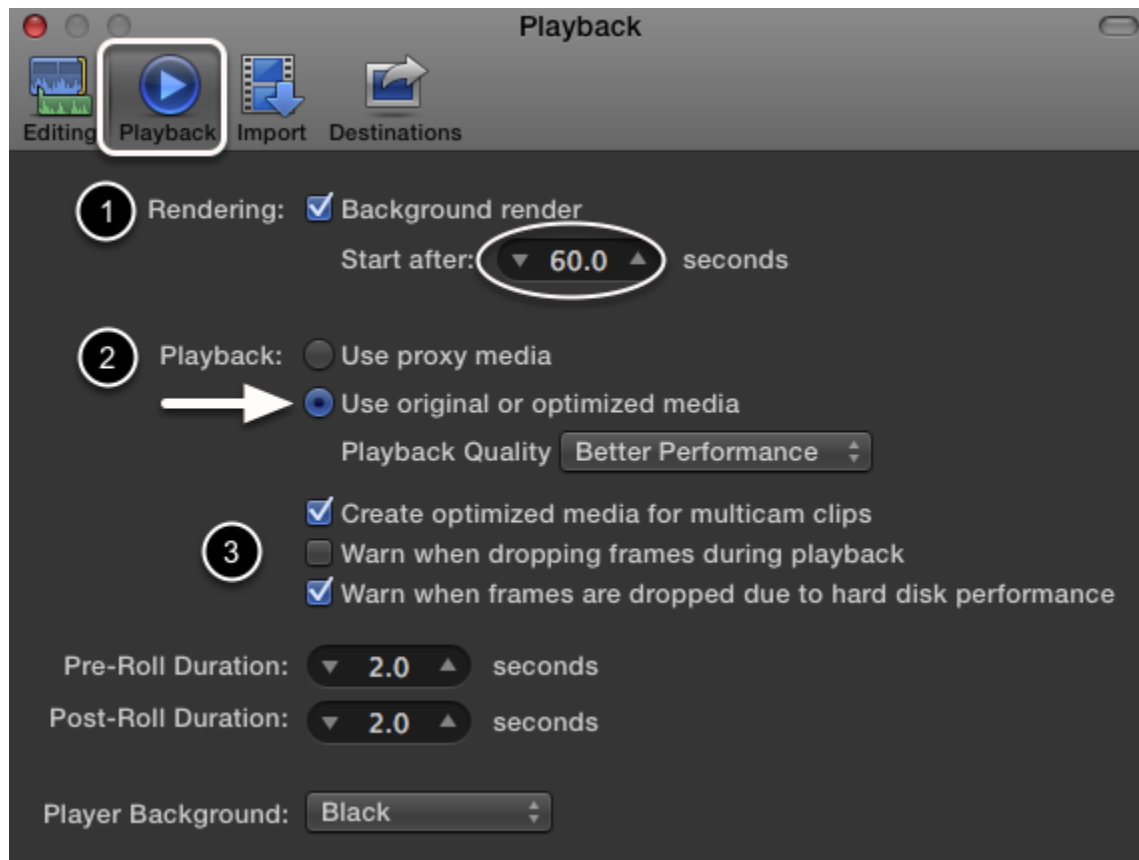 Playback
Editing Playback Import Destinations
1 Rendering: Background render
Start after: 60.0 seconds
2 Playback: Use proxy media
Use original or optimized media
Playback Quality Better Performance
Create optimized media for multicam clips
3 Warn when dropping frames during playback
Warn when frames are dropped due to hard disk performance
Pre-Roll Duration: 2.0 seconds
Post-Roll Duration: 2.0 seconds
Player Background: Black